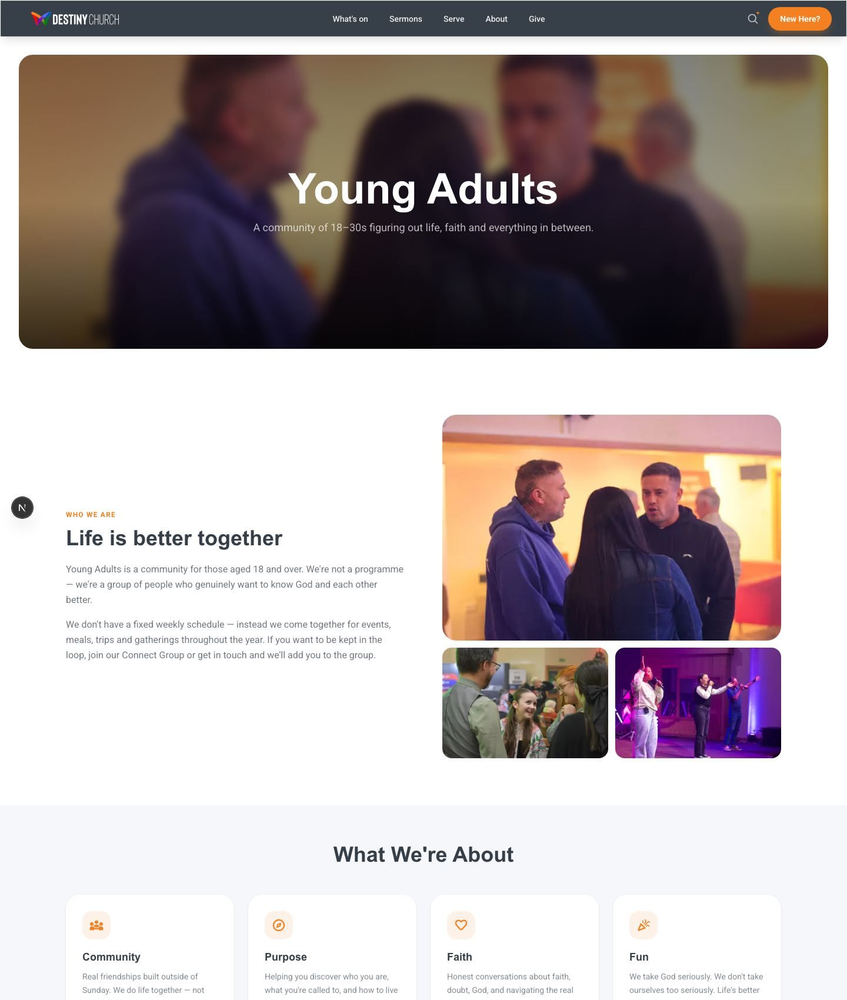 DESTINY CHURCH
What's on
Sermons
Serve
About
Give
New Here?
Young Adults
A community of 18–30s figuring out life, faith and everything in between.
N
WHO WE ARE
Life is better together
Young Adults is a community for those aged 18 and over. We're not a programme
— we're a group of people who genuinely want to know God and each other
better.
We don't have a fixed weekly schedule — instead we come together for events,
meals, trips and gatherings throughout the year. If you want to be kept in the
loop, join our Connect Group or get in touch and we'll add you to the group.
What We're About
Community
Real friendships built outside of
Sunday. We do life together — not
Purpose
Helping you discover who you are,
what you're called to, and how to live
Faith
Honest conversations about faith,
doubt, God, and navigating the real
Fun
We take God seriously. We don't take
ourselves too seriously. Life's better